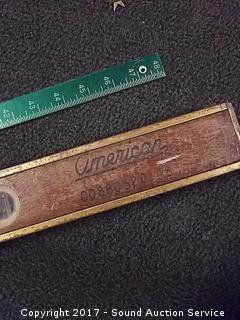 42 43 44 45 46 47 48
American
Copyright 2017 - Sound Auction Service